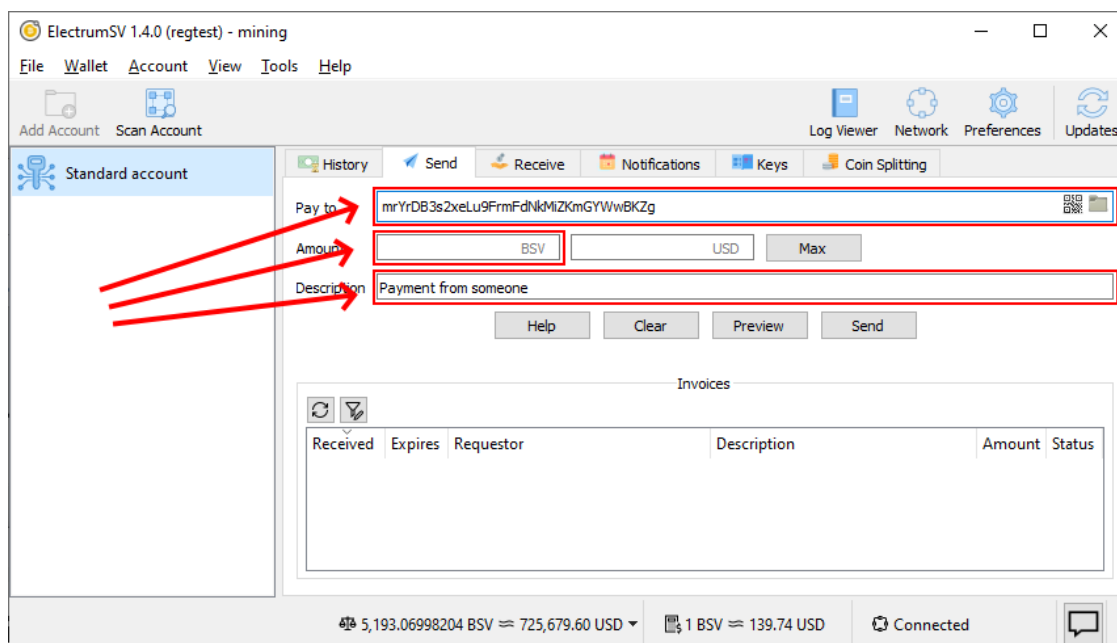 ElectrumSV 1.4.0 (regtest) - mining
File Wallet Account View Tools Help
Add Account Scan Account Log Viewer Network Preferences Updates
Standard account
History Send Receive Notifications Keys Coin Splitting
Pay to mrYrDB3s2xeLu9FrmFdNkMiZKmGYWwBKZg
Amount BSV USD Max
Description Payment from someone
Help Clear Preview Send
Invoices
Received Expires Requestor Description Amount Status
5,193.06998204 BSV ≈ 725,679.60 USD 1 BSV ≈ 139.74 USD Connected